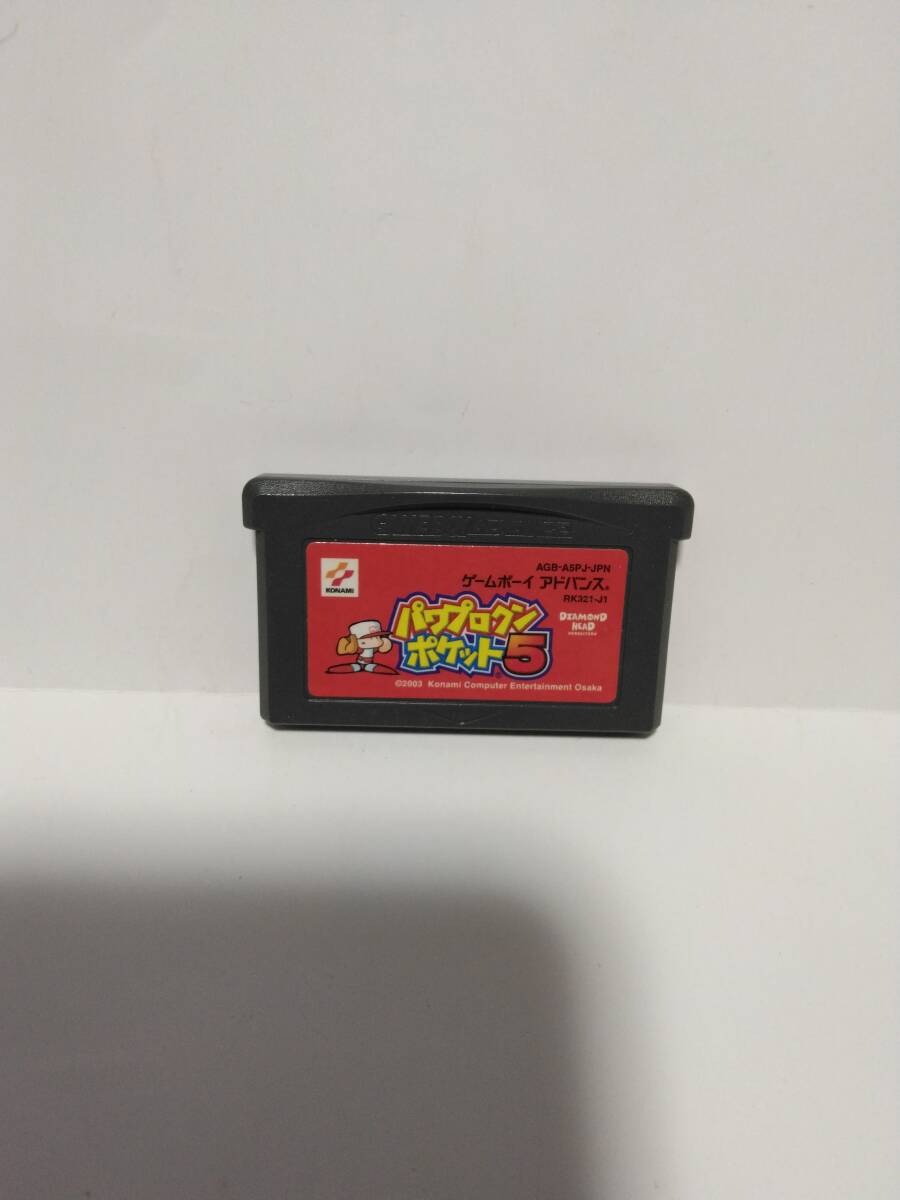 GAME BOY ADVANCE
AGB-A5PJ-JPN
KONAMI
ゲームボーイ アドバンス®
RK321-J1
パワプロクン
ポケット5
DIAMOND
HEAD
©2003 Konami Computer Entertainment Osaka